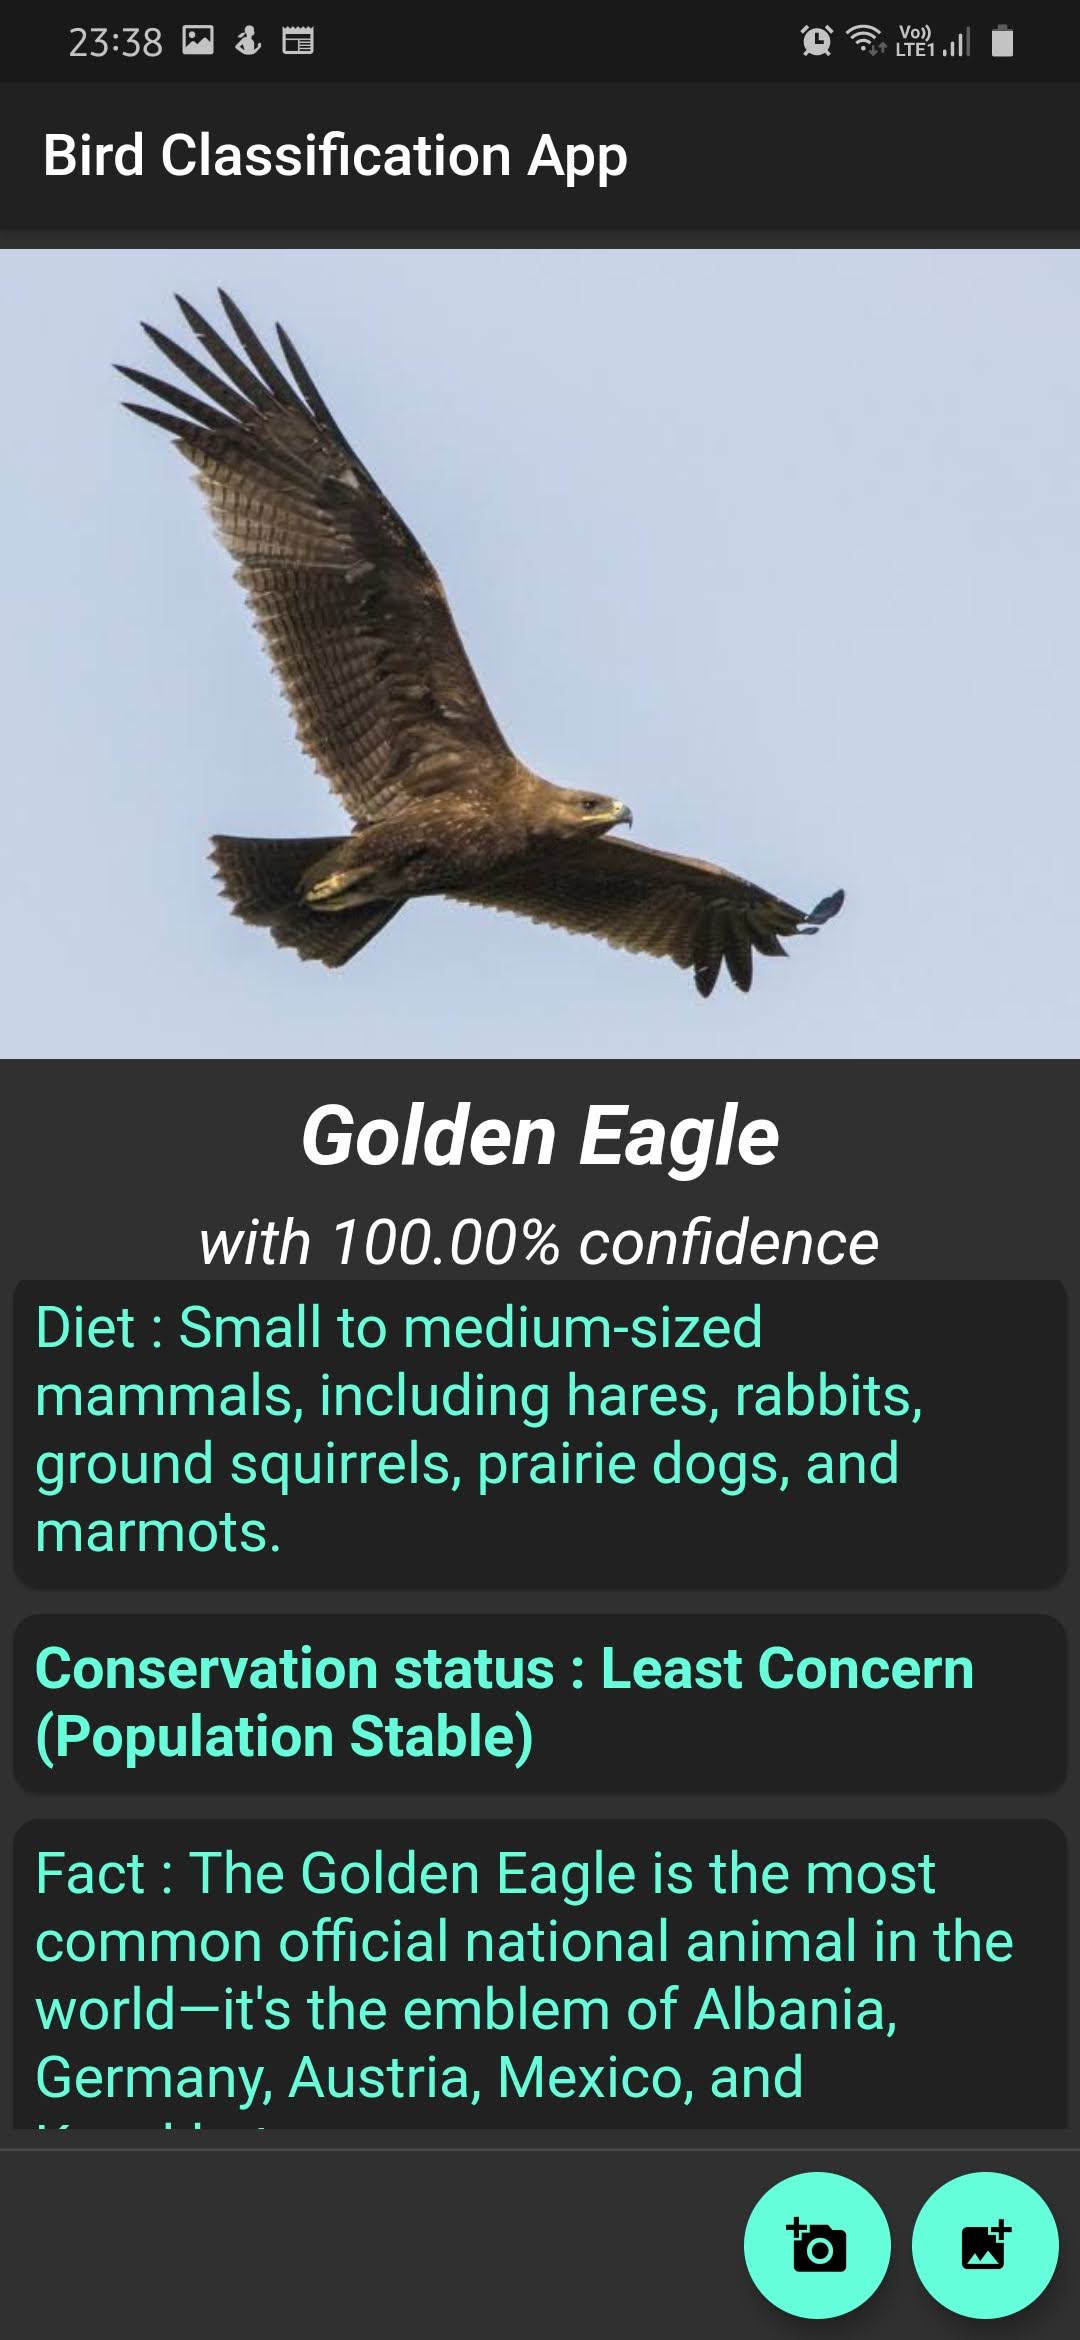 23:38 Vo)) LTE1
Bird Classification App
Golden Eagle
with 100.00% confidence
Diet : Small to medium-sized
mammals, including hares, rabbits,
ground squirrels, prairie dogs, and
marmots.
Conservation status : Least Concern
(Population Stable)
Fact : The Golden Eagle is the most
common official national animal in the
world—it's the emblem of Albania,
Germany, Austria, Mexico, and